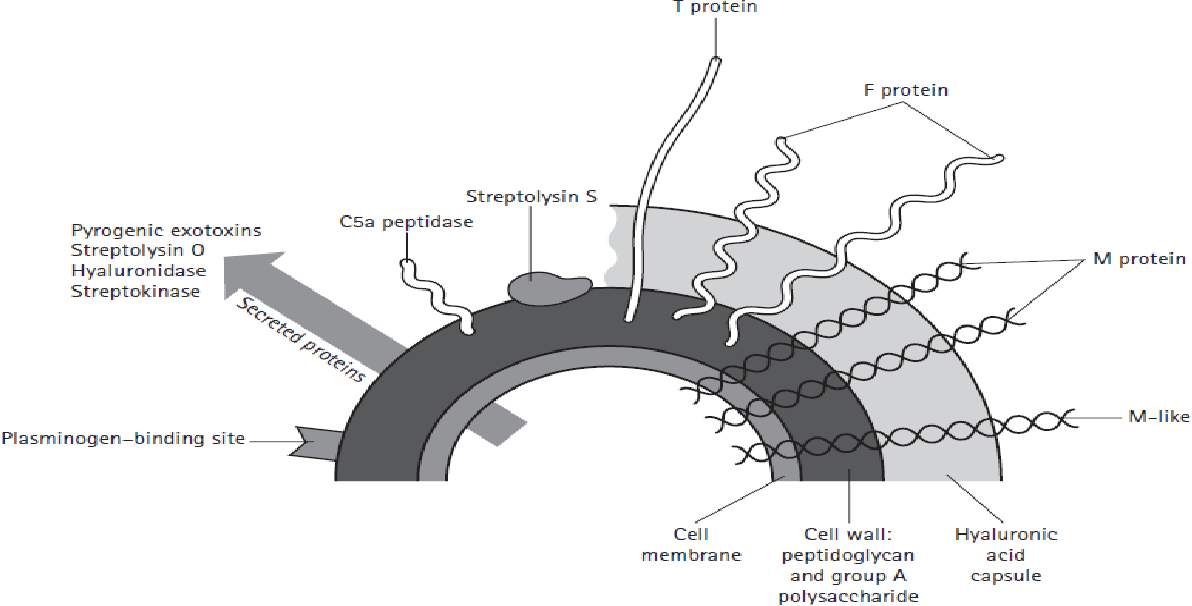 T protein
F protein
Streptolysin S
C5a peptidase
Pyrogenic exotoxins
Streptolysin O
Hyaluronidase
Streptokinase
Secreted proteins
M protein
M-like
Plasminogen-binding site
Cell
membrane
Cell wall:
peptidoglycan
and group A
polysaccharide
Hyaluronic
acid
capsule